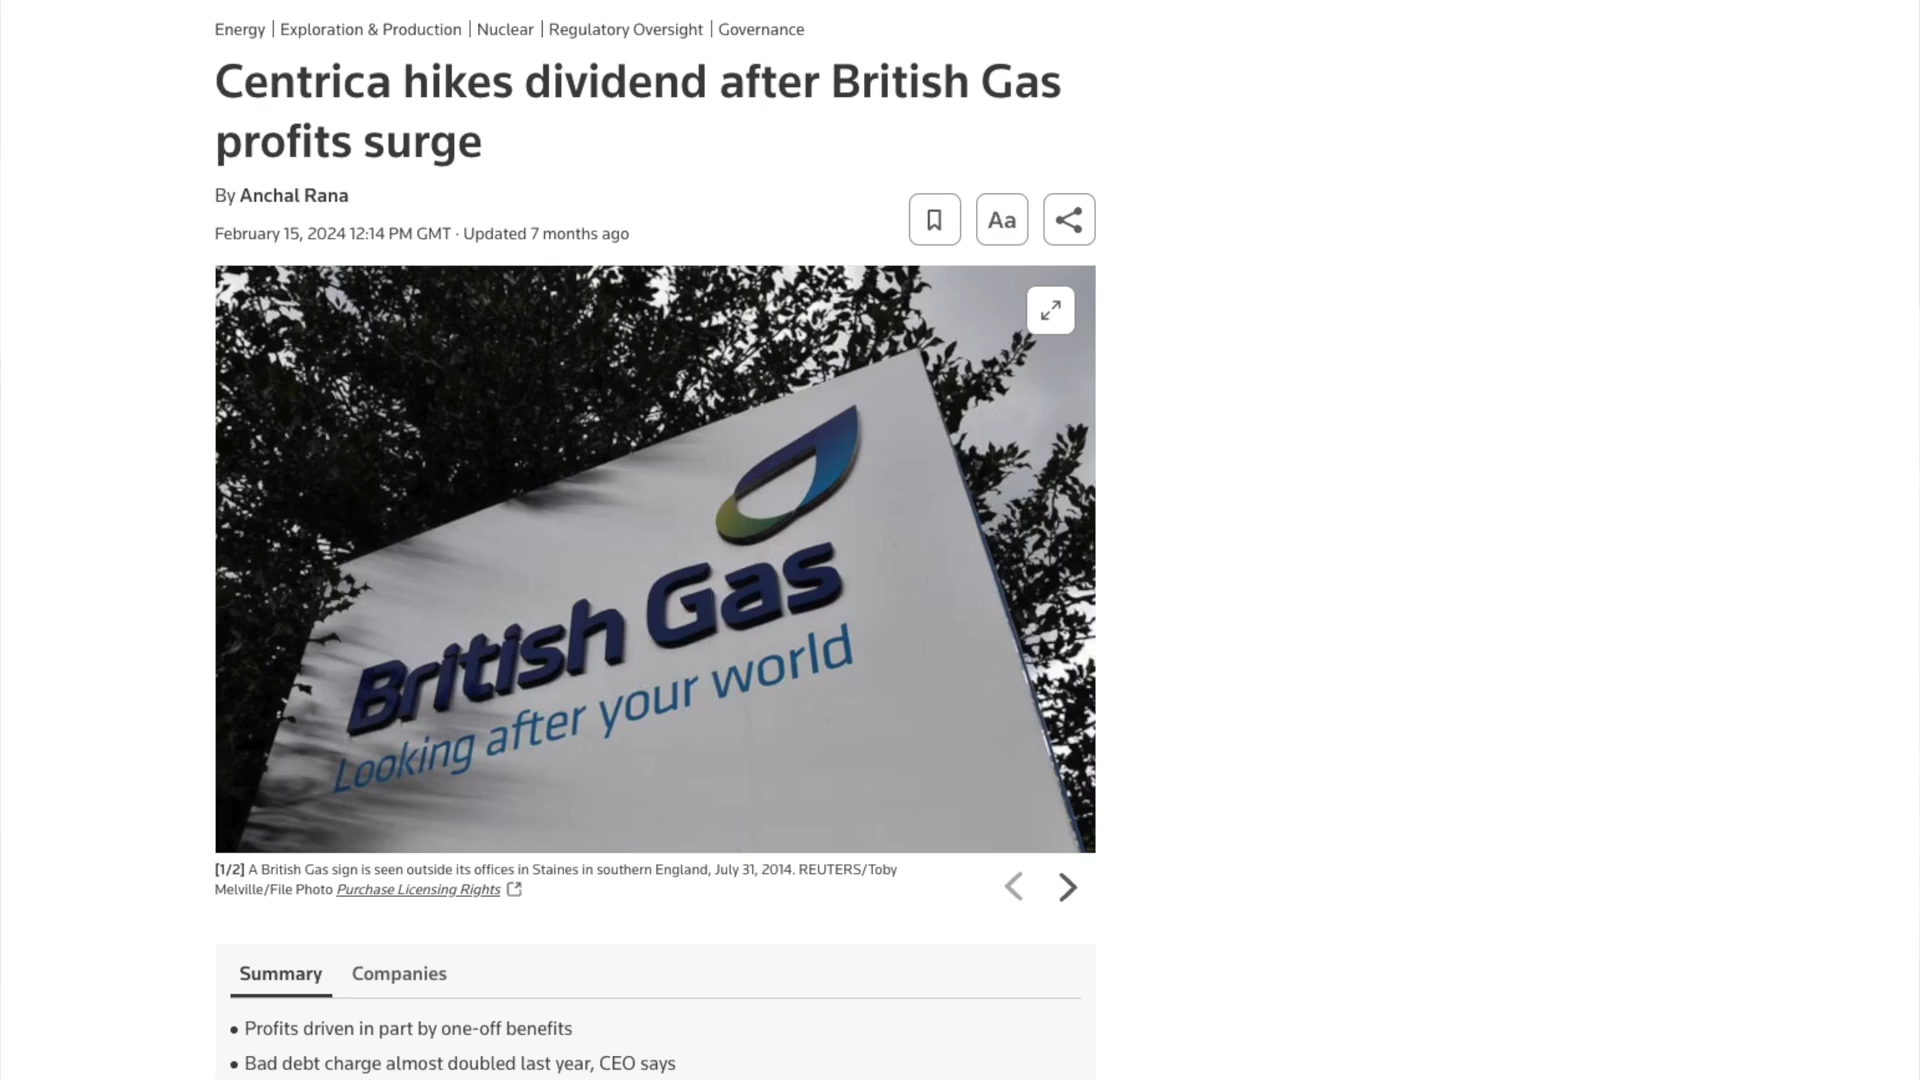 Energy | Exploration & Production | Nuclear | Regulatory Oversight | Governance
Centrica hikes dividend after British Gas
profits surge
By Anchal Rana
February 15, 2024 12:14 PM GMT · Updated 7 months ago
Aa
British Gas
Looking after your world
[1/2] A British Gas sign is seen outside its offices in Staines in southern England, July 31, 2014. REUTERS/Toby
Melville/File Photo Purchase Licensing Rights
Summary Companies
• Profits driven in part by one-off benefits
• Bad debt charge almost doubled last year, CEO says